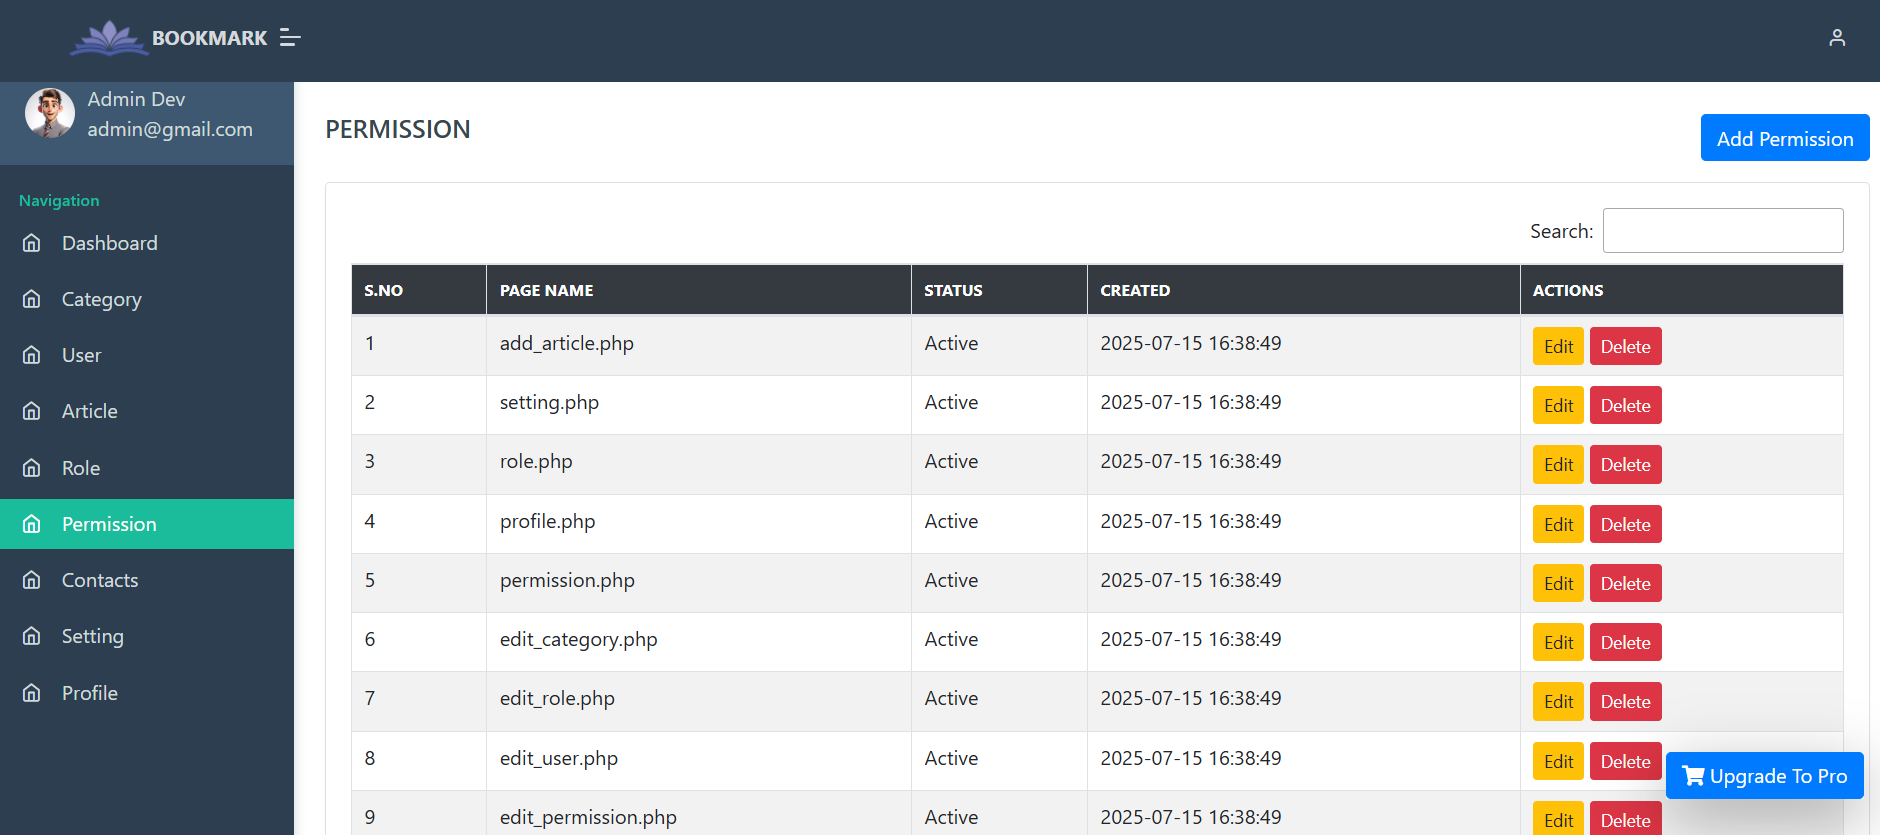 BOOKMARK
Admin Dev
admin@gmail.com
Navigation
Dashboard
Category
User
Article
Role
Permission
Contacts
Setting
Profile
PERMISSION
Add Permission
Search:
S.NO PAGE NAME STATUS CREATED ACTIONS
1 add_article.php Active 2025-07-15 16:38:49 Edit Delete
2 setting.php Active 2025-07-15 16:38:49 Edit Delete
3 role.php Active 2025-07-15 16:38:49 Edit Delete
4 profile.php Active 2025-07-15 16:38:49 Edit Delete
5 permission.php Active 2025-07-15 16:38:49 Edit Delete
6 edit_category.php Active 2025-07-15 16:38:49 Edit Delete
7 edit_role.php Active 2025-07-15 16:38:49 Edit Delete
8 edit_user.php Active 2025-07-15 16:38:49 Edit Delete
9 edit_permission.php Active 2025-07-15 16:38:49 Edit Delete
Upgrade To Pro